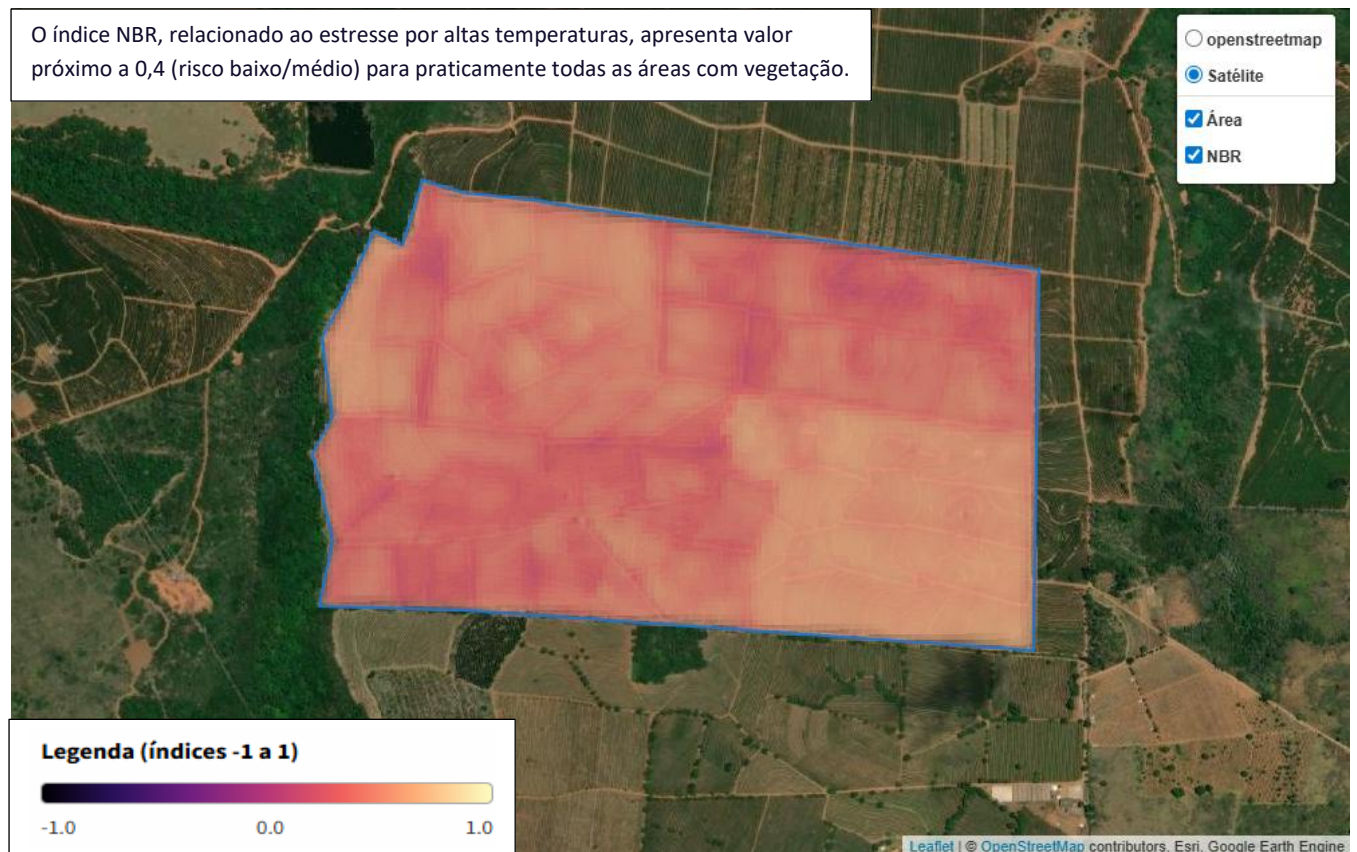 O índice NBR, relacionado ao estresse por altas temperaturas, apresenta valor
próximo a 0,4 (risco baixo/médio) para praticamente todas as áreas com vegetação.
openstreetmap
Satélite
Área
NBR
Legenda (índices -1 a 1)
-1.0 0.0 1.0
Leaflet | © OpenStreetMap contributors, Esri, Google Earth Engine